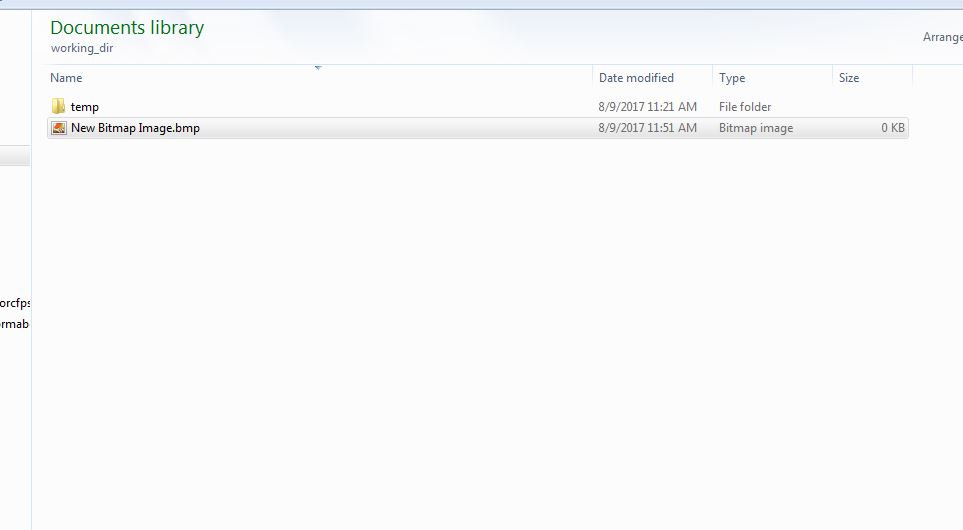 Documents library
working_dir
Arrange
Name Date modified Type Size
temp 8/9/2017 11:21 AM File folder
New Bitmap Image.bmp 8/9/2017 11:51 AM Bitmap image 0 KB
orcfps
ormab